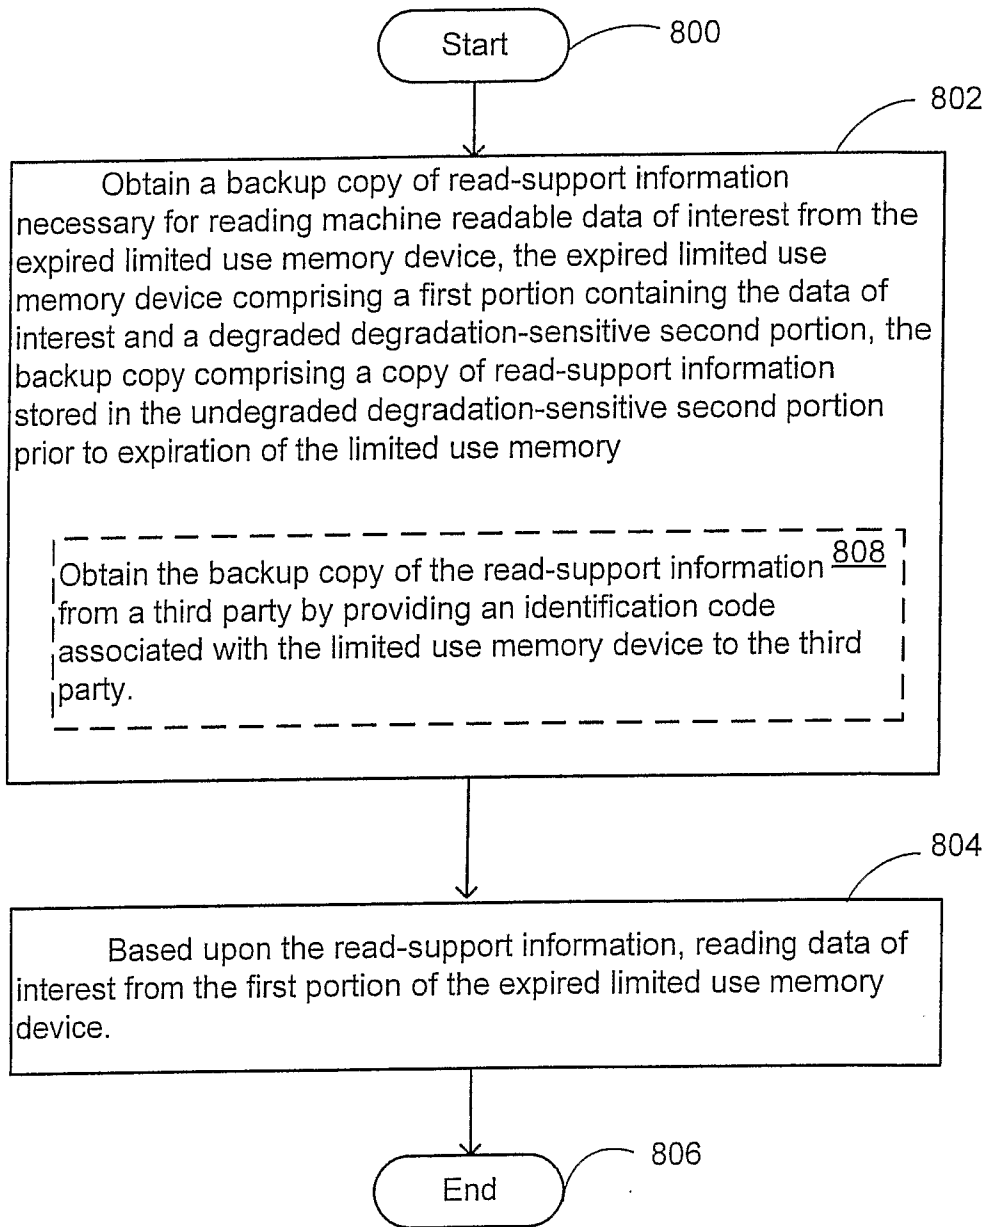 Start
800
802
Obtain a backup copy of read-support information
necessary for reading machine readable data of interest from the
expired limited use memory device, the expired limited use
memory device comprising a first portion containing the data of
interest and a degraded degradation-sensitive second portion, the
backup copy comprising a copy of read-support information
stored in the undegraded degradation-sensitive second portion
prior to expiration of the limited use memory
Obtain the backup copy of the read-support information 808
from a third party by providing an identification code
associated with the limited use memory device to the third
party.
804
Based upon the read-support information, reading data of
interest from the first portion of the expired limited use memory
device.
806
End